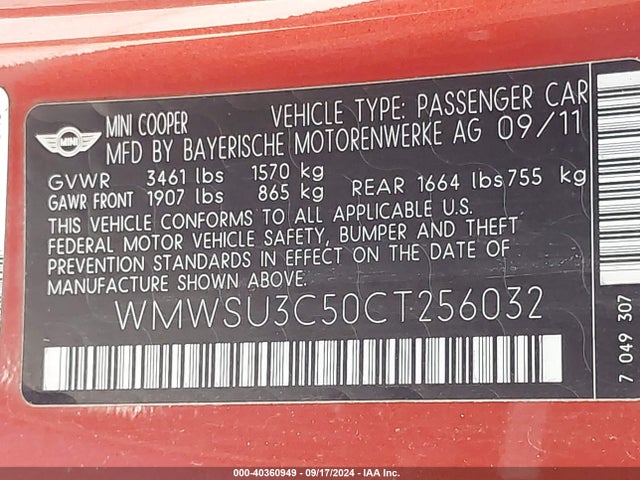 MINI COOPER VEHICLE TYPE: PASSENGER CAR
MINI
MFD BY BAYERISCHE MOTORENWERKE AG 09/11
GVWR 3461 lbs 1570 kg
GAWR FRONT 1907 lbs 865 kg REAR 1664 lbs 755 kg
THIS VEHICLE CONFORMS TO ALL APPLICABLE U.S.
FEDERAL MOTOR VEHICLE SAFETY, BUMPER AND THEFT
PREVENTION STANDARDS IN EFFECT ON THE DATE OF
MANUFACTURE SHOWN ABOVE.
WMWSU3C50CT256032
7 049 307
000-40360949 - 09/17/2024 - IAA Inc.